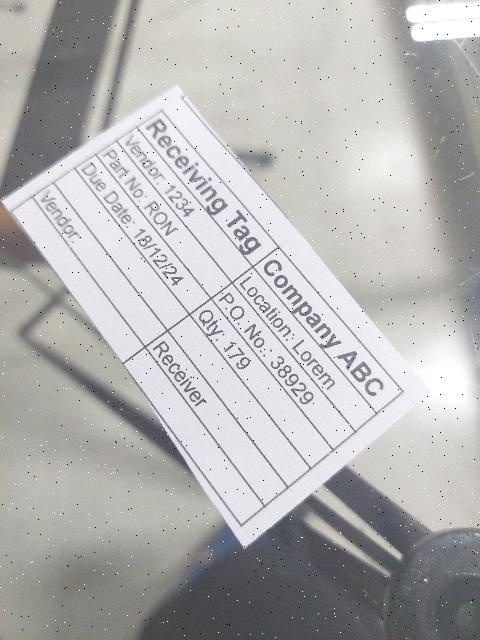 Receiving Tag Company ABC
Vendor: 1234 Location: Lorem
Part No: RON P.O. No.: 38929
Due Date: 18/12/24 Qty: 179
Vendor: Receiver